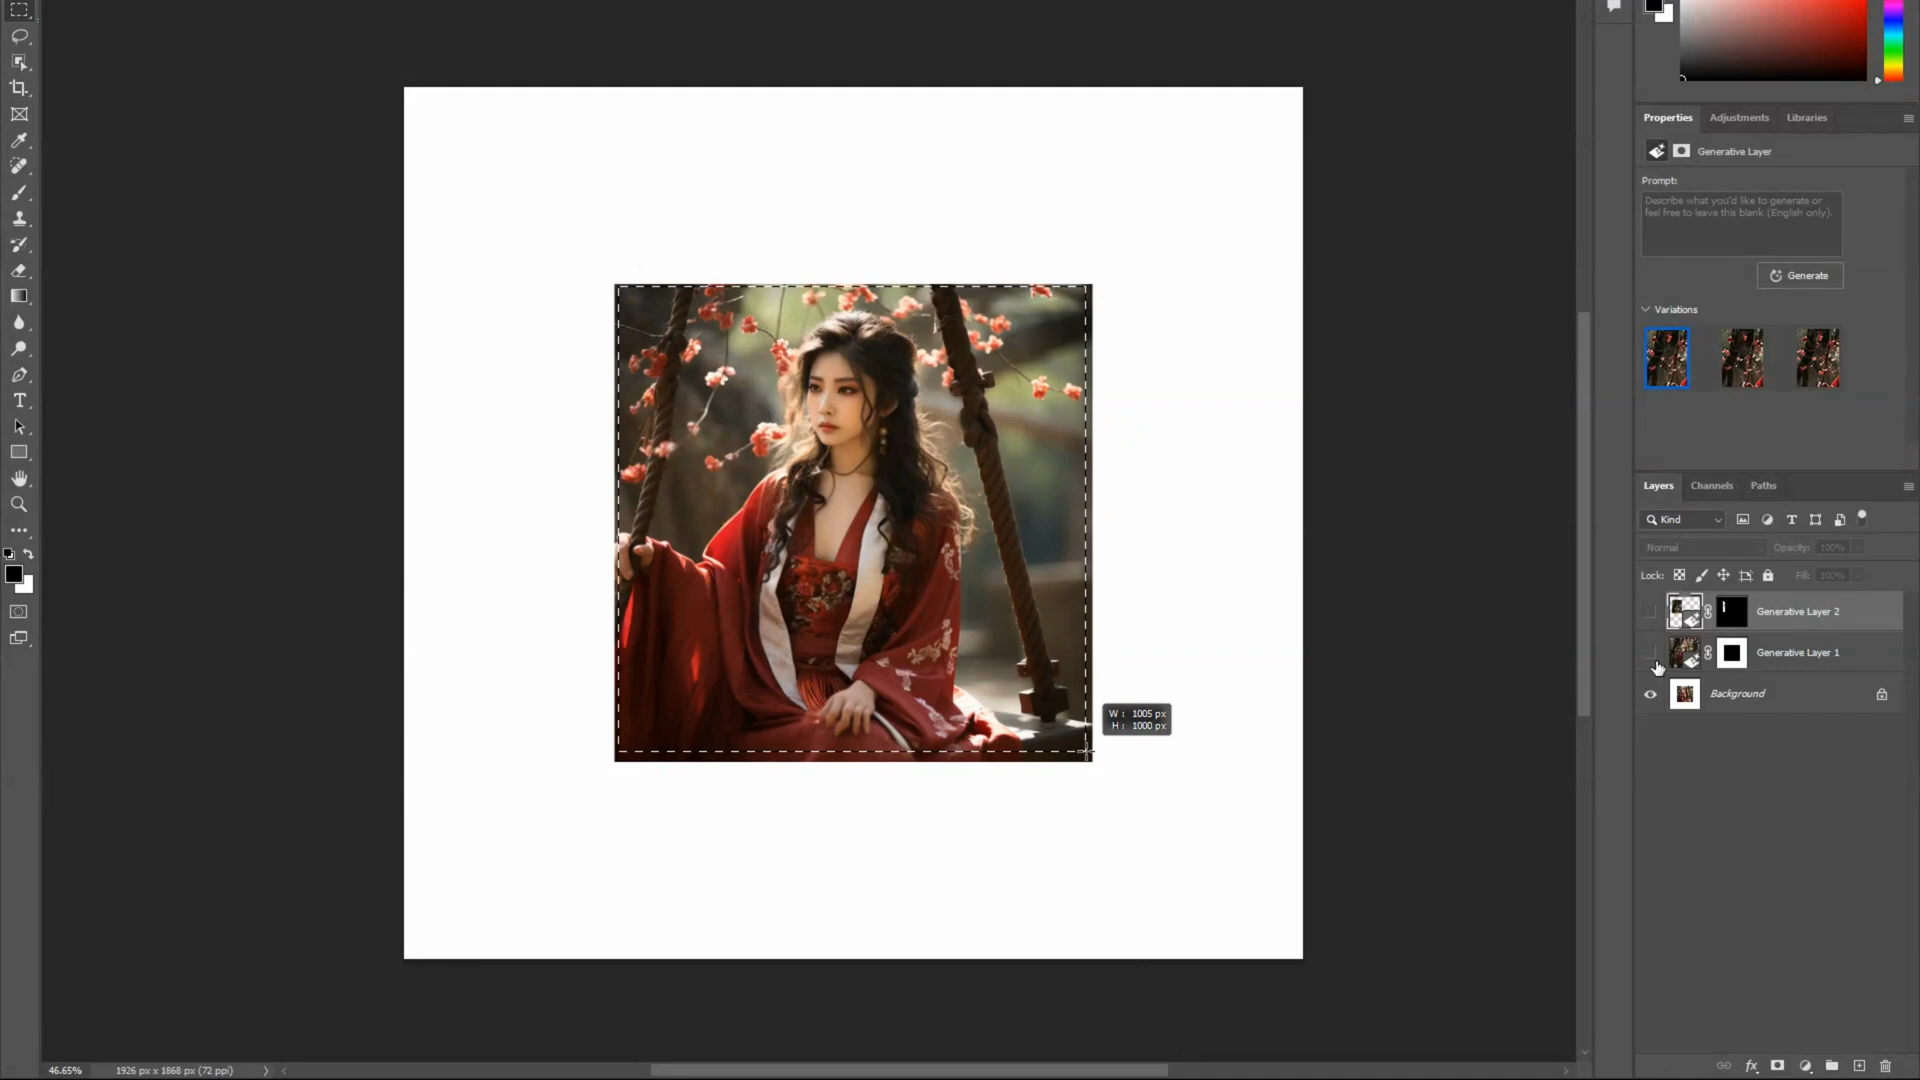 Properties Adjustments Libraries
Generative Layer
Prompt:
Describe what you'd like to generate or
feel free to leave this blank (English only).
Generate
Variations
Layers Channels Paths
Kind
Normal Opacity: 100%
Lock: Fill: 100%
Generative Layer 2
Generative Layer 1
Background
W : 1005 px
H : 1000 px
fx
46.65% 1926 px x 1868 px (72 ppi)